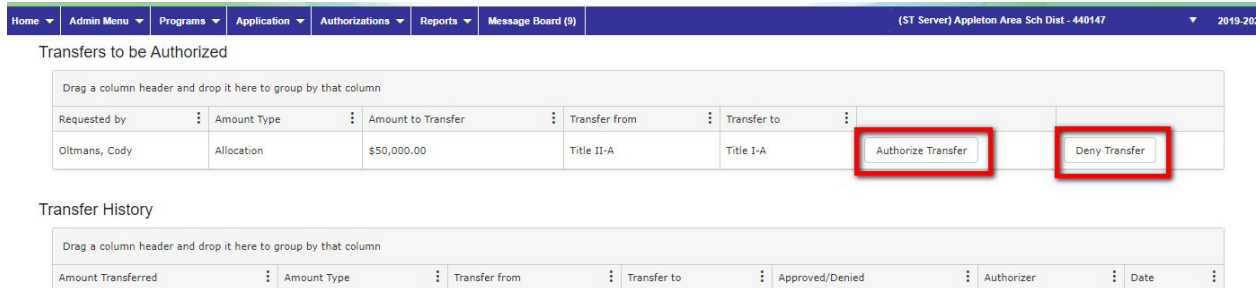 Home Admin Menu Programs Application Authorizations Reports Message Board (9) (ST Server) Appleton Area Sch Dist - 440147
Transfers to be Authorized
Drag a column header and drop it here to group by that column
Requested by Amount Type Amount to Transfer Transfer from Transfer to
Oltmans, Cody Allocation $50,000.00 Title II-A Title I-A Authorize Transfer Deny Transfer
Transfer History
Drag a column header and drop it here to group by that column
Amount Transferred Amount Type Transfer from Transfer to Approved/Denied Authorizer Date